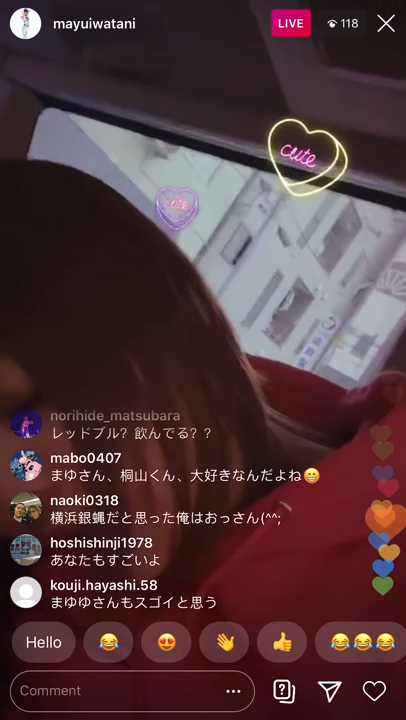 mayuiwatani
LIVE
118
cute
cute
norihide_matsubara
レッドブル？飲んでる？？
mabo0407
まゆさん、桐山くん、大好きなんだよね😁
naoki0318
横浜銀蝿だと思った俺はおっさん(^^;
hoshishinji1978
あなたもすごいよ
kouji.hayashi.58
まゆゆさんもスゴイと思う
Hello 😂 😍 👋 👍 😂😂😂
Comment